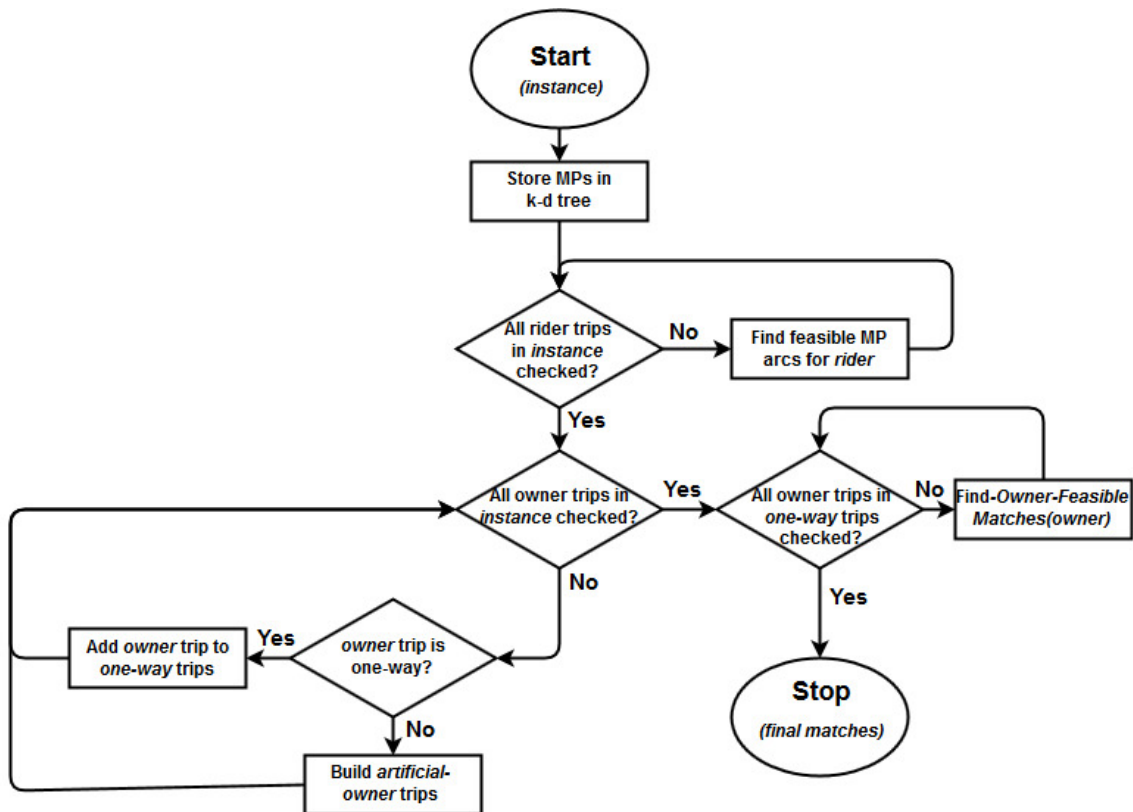 Start
(instance)
Store MPs in
k-d tree
All rider trips
in instance
checked?
No
Find feasible MP
arcs for rider
Yes
All owner trips in
instance checked?
Yes
All owner trips in
one-way trips
checked?
No
Find-Owner-Feasible
Matches(owner)
No
Yes
owner trip is
one-way?
Yes
Add owner trip to
one-way trips
No
Build artificial-
owner trips
Stop
(final matches)